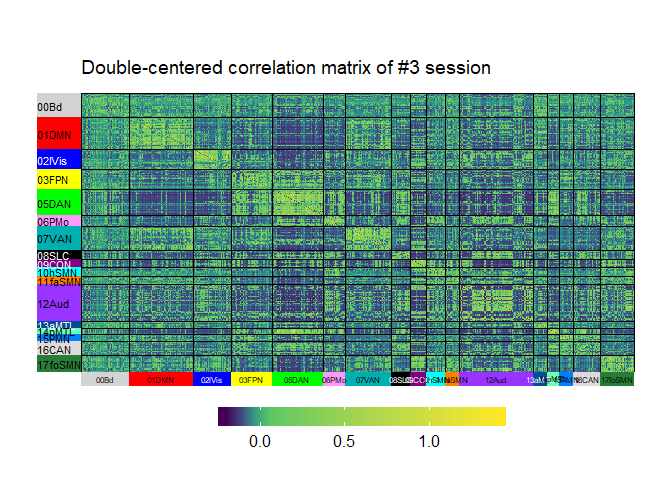 Double-centered correlation matrix of #3 session
00Bd
01DMN
02lVis
03FPN
05DAN
06PMo
07VAN
08SLC
09CON
10hSMN
11faSMN
12Aud
13aMTL
14pMTL
15PMN
16CAN
17foSMN
00Bd 01DMN 02lVis 03FPN 05DAN 06PMo 07VAN 08SLC 12Aud 17foSMN
0.0 0.5 1.0